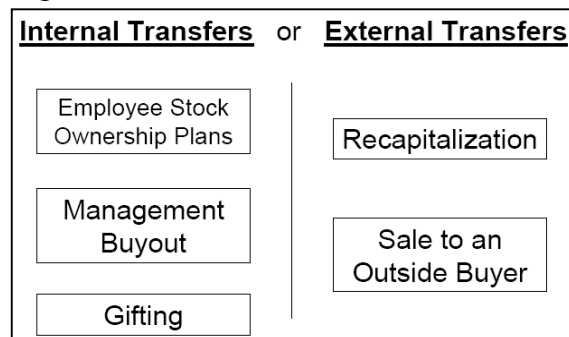 Internal Transfers or External Transfers
Employee Stock
Ownership Plans
Management
Buyout
Gifting
Recapitalization
Sale to an
Outside Buyer